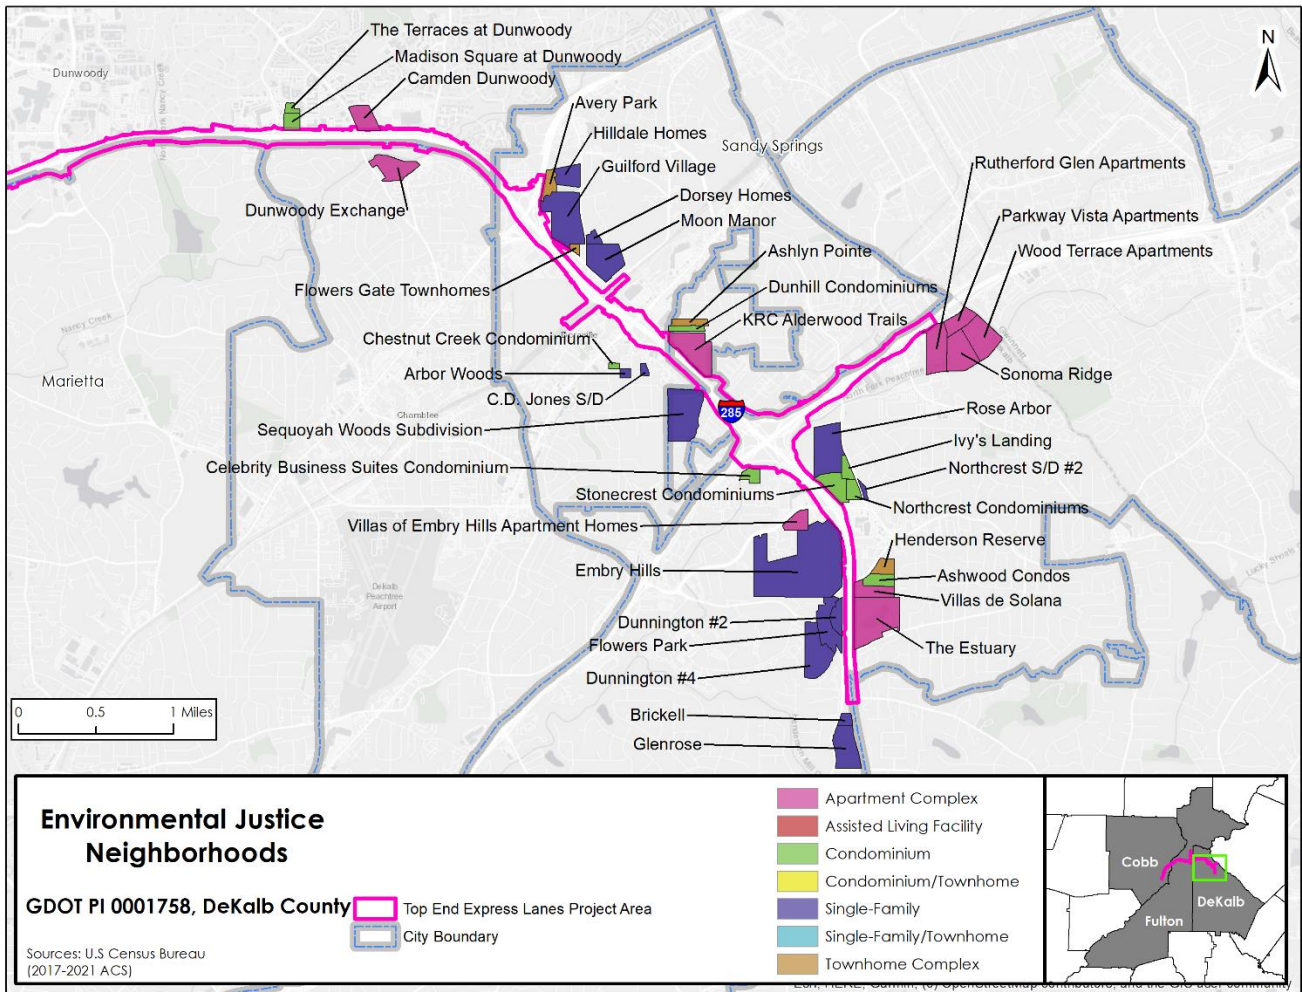 The Terraces at Dunwoody
Madison Square at Dunwoody
Camden Dunwoody
Dunwoody
N
Avery Park
Hilldale Homes
Sandy Springs
Guilford Village
Rutherford Glen Apartments
Dorsey Homes
Dunwoody Exchange
Moon Manor
Parkway Vista Apartments
Ashlyn Pointe
Wood Terrace Apartments
Flowers Gate Townhomes
Dunhill Condominiums
KRC Alderwood Trails
Nancy Creek
Chestnut Creek Condominium
Gwinnett
Arbor Woods
Sonoma Ridge
Marietta
C.D. Jones S/D
285
Rose Arbor
Chamblee
Sequoyah Woods Subdivision
Ivy's Landing
Celebrity Business Suites Condominium
Northcrest S/D #2
Stonecrest Condominiums
Northcrest Condominiums
Villas of Embry Hills Apartment Homes
Henderson Reserve
Embry Hills
Ashwood Condos
Dekalb
Peachtree
Airport
Villas de Solana
Dunnington #2
Flowers Park
The Estuary
Dunnington #4
0 0.5 1 Miles
Brickell
Glenrose
Environmental Justice
Neighborhoods
GDOT PI 0001758, DeKalb County
Sources: U.S Census Bureau
(2017-2021 ACS)
Top End Express Lanes Project Area
City Boundary
Apartment Complex
Assisted Living Facility
Condominium
Condominium/Townhome
Single-Family
Single-Family/Townhome
Townhome Complex
Cobb
DeKalb
Fulton